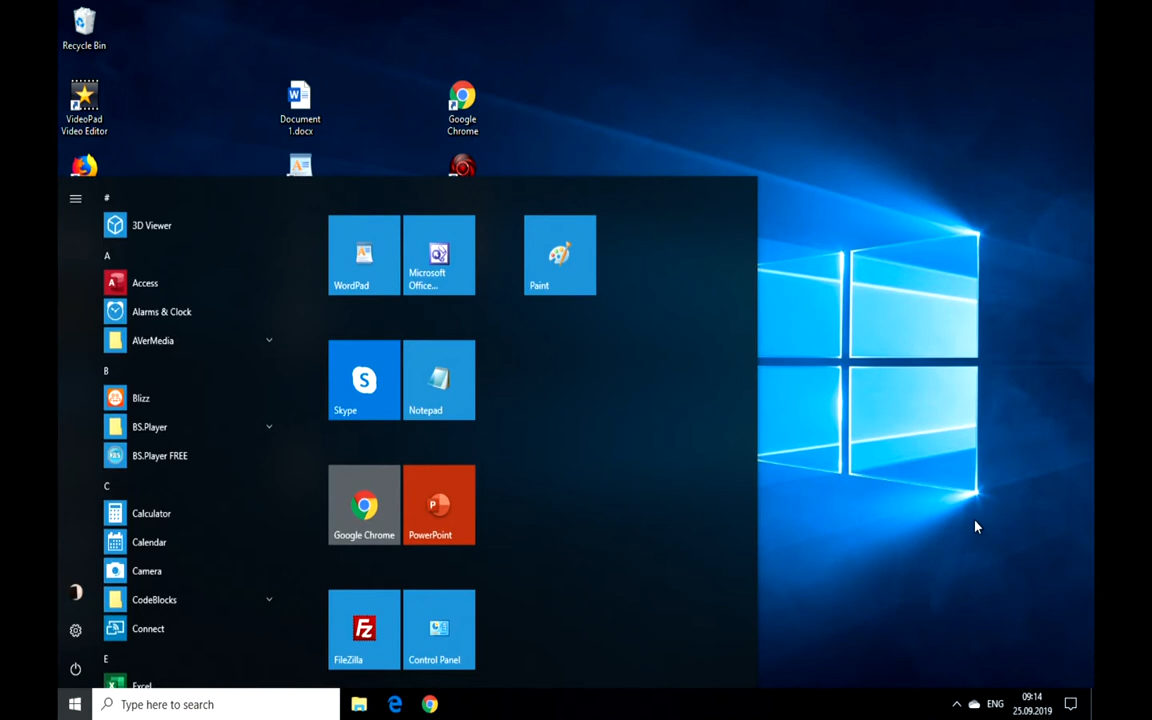 Recycle Bin
VideoPad
Video Editor
Document
1.docx
Google
Chrome
#
3D Viewer
A
Access
Alarms & Clock
AVerMedia
B
Blizz
BS.Player
BS.Player FREE
C
Calculator
Calendar
Camera
CodeBlocks
Connect
E
Excel
WordPad
Microsoft
Office...
Paint
Skype
Notepad
Google Chrome
PowerPoint
FileZilla
Control Panel
Type here to search
ENG
09:14
25.09.2019